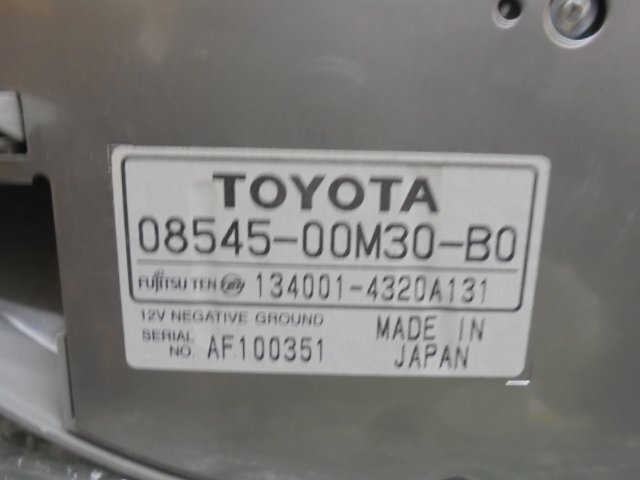 TOYOTA
08545-00M30-B0
FUJITSU TEN 134001-4320A131
12V NEGATIVE GROUND
SERIAL NO. AF100351
MADE IN JAPAN